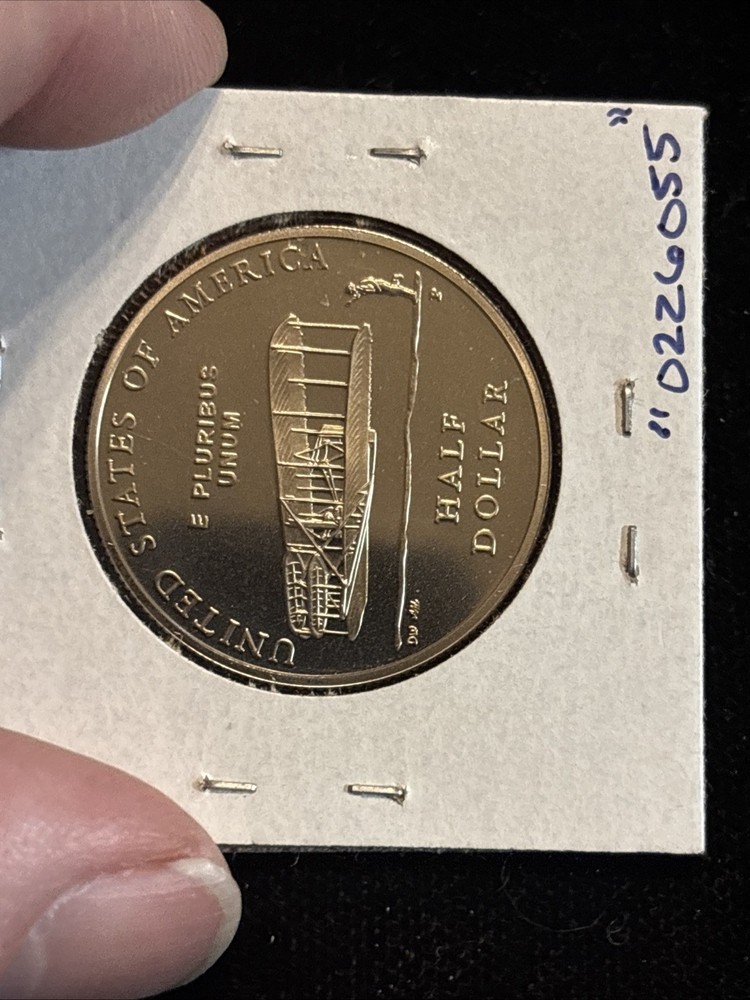 UNITED STATES OF AMERICA
E PLURIBUS
UNUM
HALF
DOLLAR
"0226055"